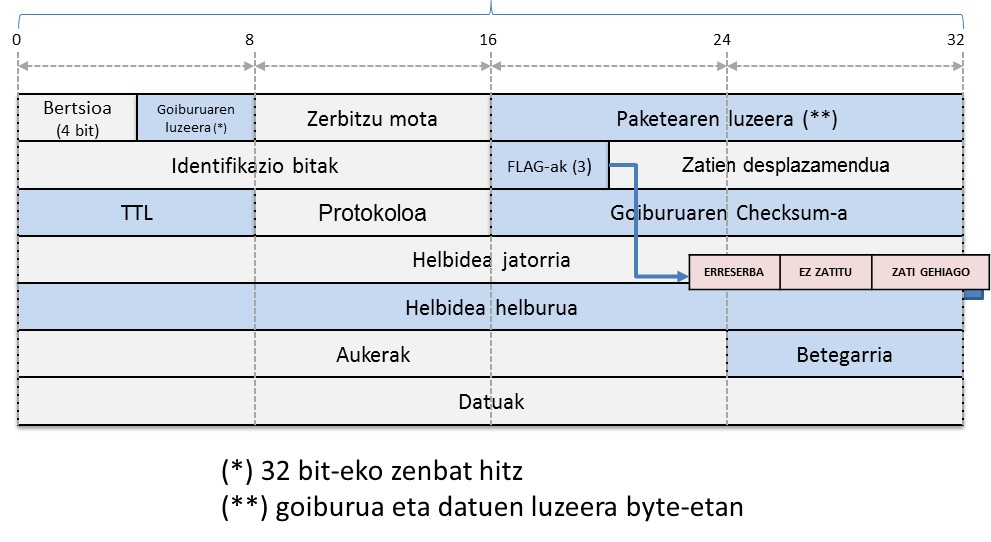 0 8 16 24 32
Bertsioa
(4 bit)
Goiburuaren
luzeera (*)
Zerbitzu mota
Paketearen luzeera (**)
Identifikazio bitak
FLAG-ak (3)
Zatien desplazamendua
TTL
Protokoloa
Goiburuaren Checksum-a
Helbidea jatorria
ERRESERBA
EZ ZATITU
ZATI GEHIAGO
Helbidea helburua
Aukerak
Betegarria
Datuak
(*) 32 bit-eko zenbat hitz
(**) goiburua eta datuen luzeera byte-etan